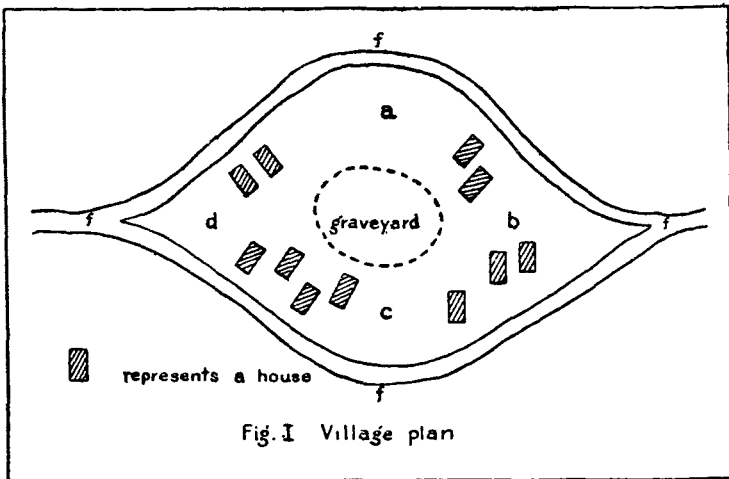 f
a
f
d
graveyard
b
f
c
represents a house
f
Fig. I Village plan